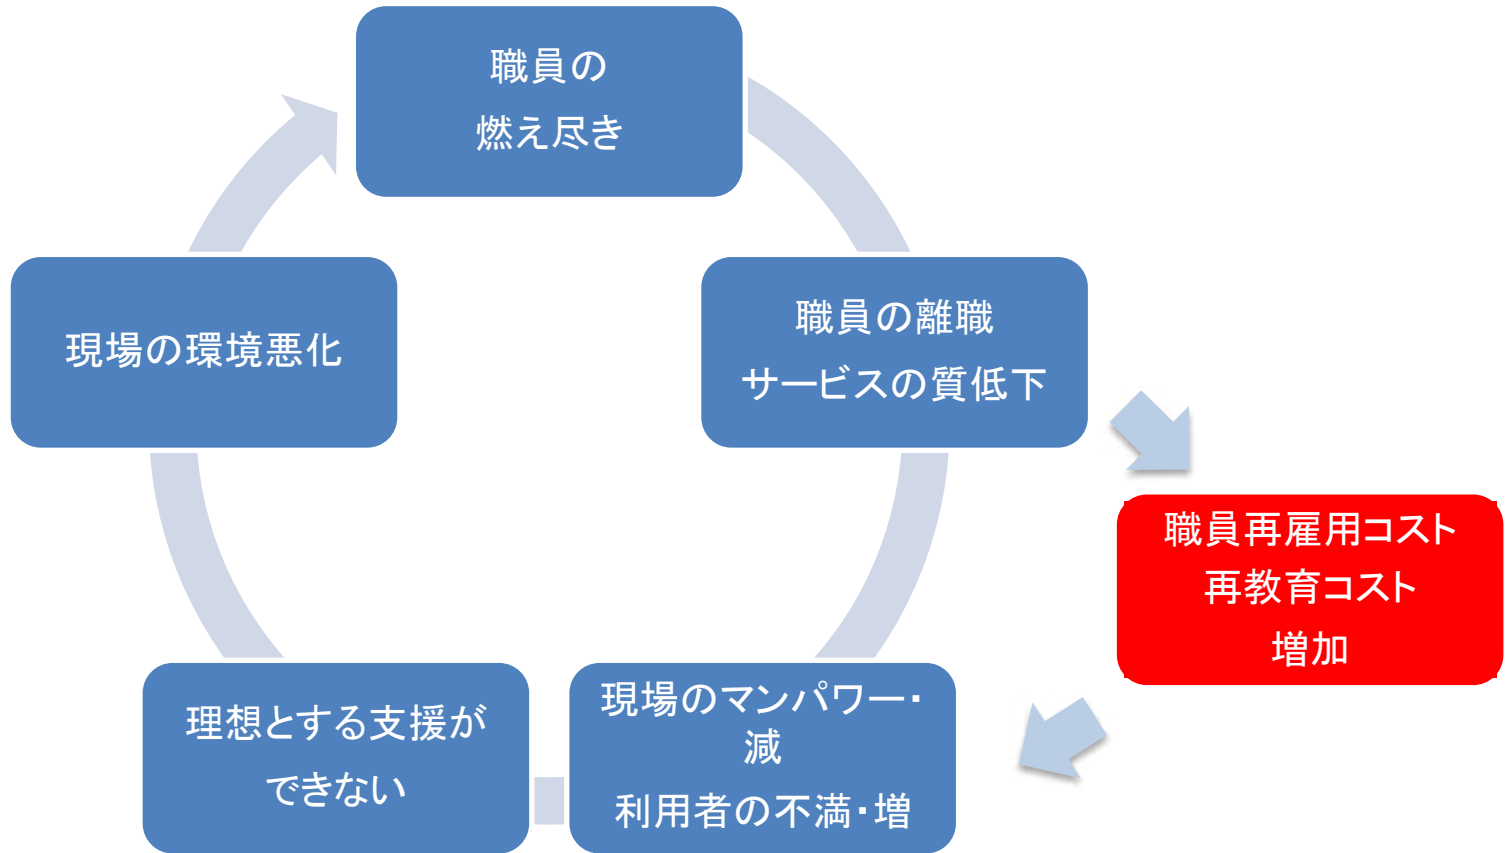 職員の
燃え尽き
職員の離職
サービスの質低下
職員再雇用コスト
再教育コスト
増加
現場のマンパワー・
減
利用者の不満・増
理想とする支援が
できない
現場の環境悪化